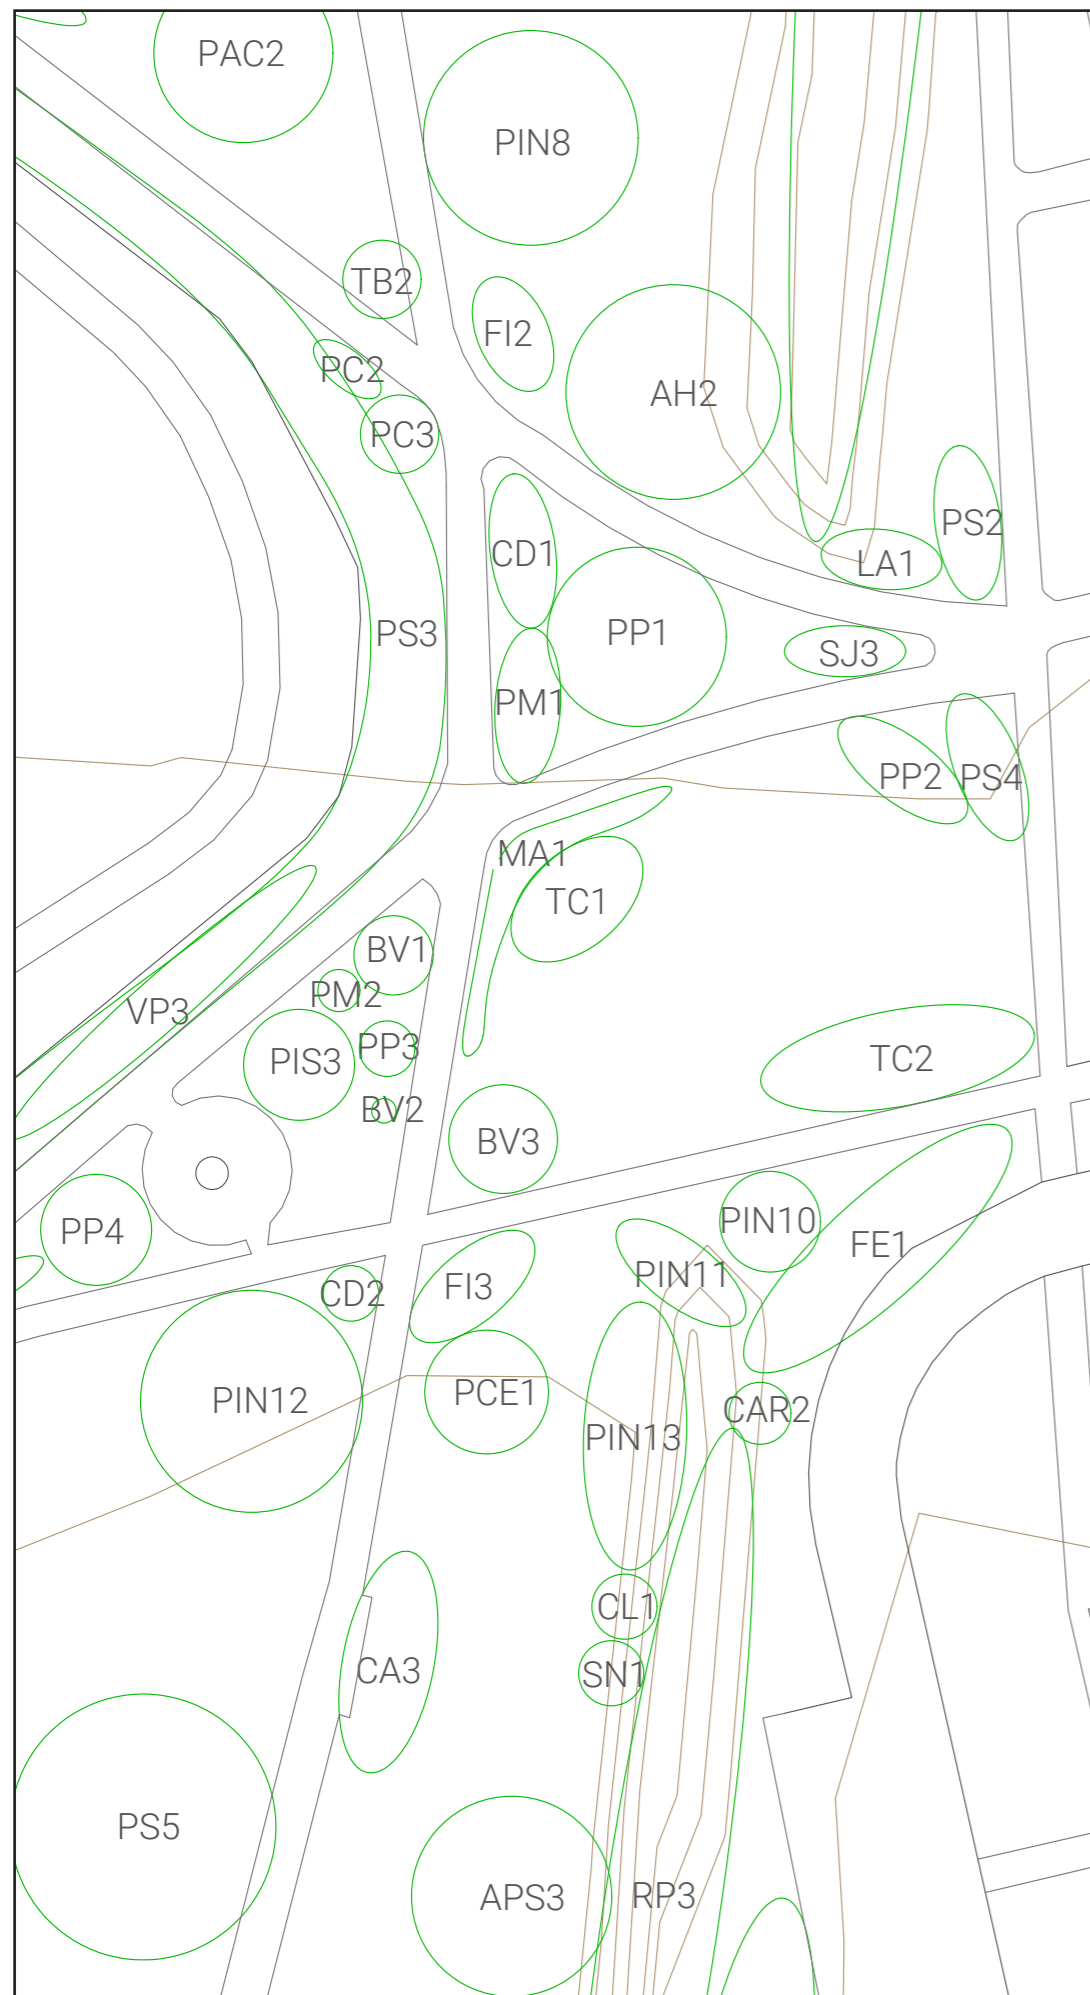 PAC2
PIN8
TB2
FI2
PC2
AH2
PC3
PS2
CD1
LA1
PS3
PP1
SJ3
PM1
PP2
PS4
MA1
TC1
BV1
PM2
VP3
PP3
PIS3
TC2
BV2
BV3
PIN10
PP4
FE1
PIN11
FI3
CD2
PCE1
PIN12
CAR2
PIN13
CL1
CA3
SN1
PS5
RP3
APS3